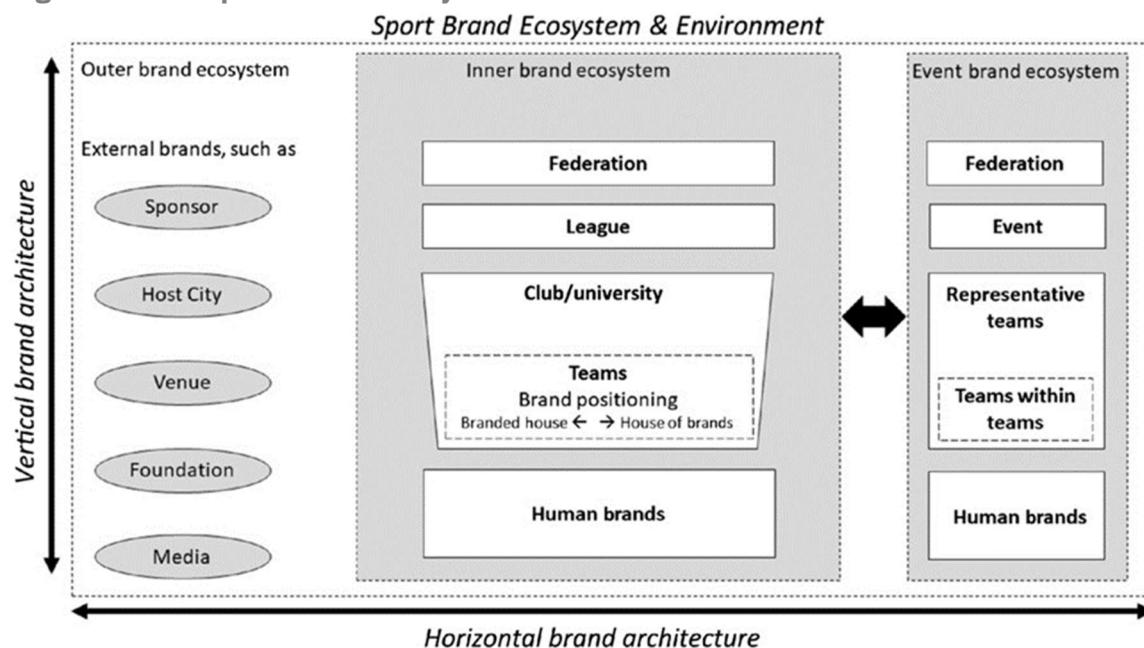 Sport Brand Ecosystem & Environment
Vertical brand architecture
Outer brand ecosystem
External brands, such as
Sponsor
Host City
Venue
Foundation
Media
Inner brand ecosystem
Federation
League
Club/university
Teams
Brand positioning
Branded house ← → House of brands
Human brands
Event brand ecosystem
Federation
Event
Representative
teams
Teams within
teams
Human brands
Horizontal brand architecture